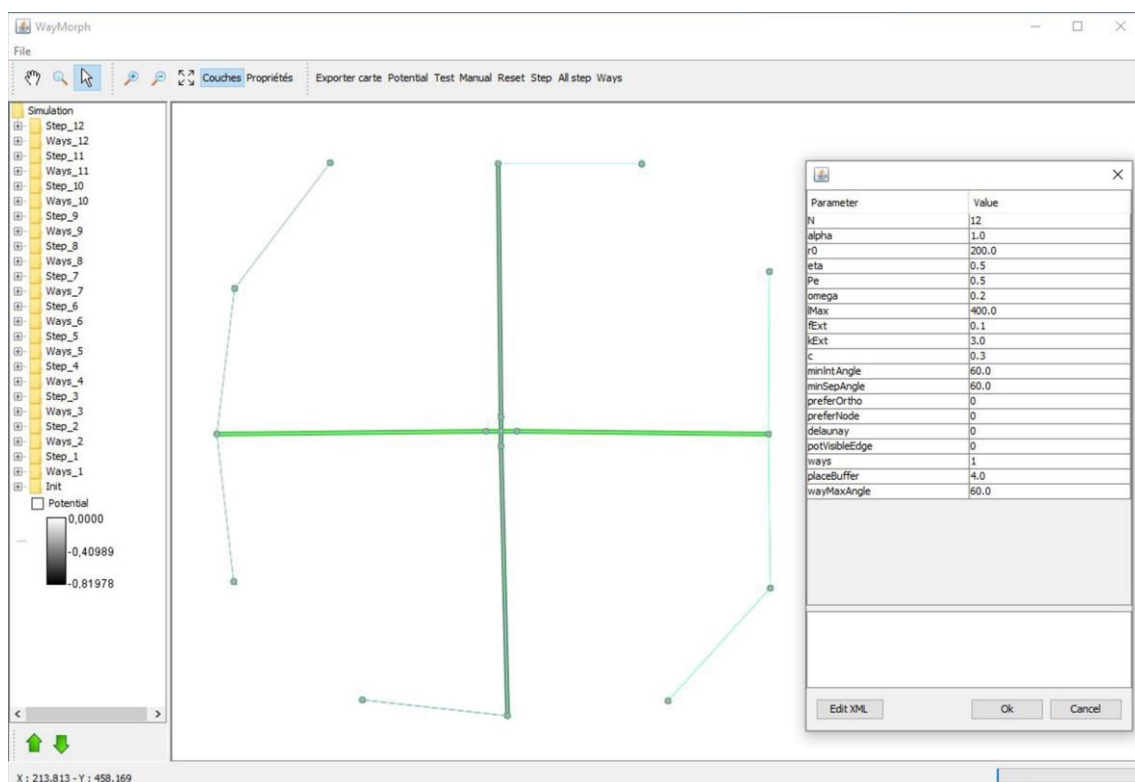 WayMorph
File
Couches Propriétés Exporter carte Potential Test Manual Reset Step All step Ways
Simulation
Step_12
Ways_12
Step_11
Ways_11
Step_10
Ways_10
Step_9
Ways_9
Step_8
Ways_8
Step_7
Ways_7
Step_6
Ways_6
Step_5
Ways_5
Step_4
Ways_4
Step_3
Ways_3
Step_2
Ways_2
Step_1
Ways_1
Init
Potential
0,0000
-0,40989
-0,81978
Parameter Value
N 12
alpha 1.0
r0 200.0
eta 0.5
Pe 0.5
omega 0.2
lMax 400.0
fExt 0.1
kExt 3.0
c 0.3
minIntAngle 60.0
minSepAngle 60.0
preferOrtho 0
preferNode 0
delaunay 0
potVisibleEdge 0
ways 1
placeBuffer 4.0
wayMaxAngle 60.0
Edit XML Ok Cancel
X : 213.813 - Y : 458.169